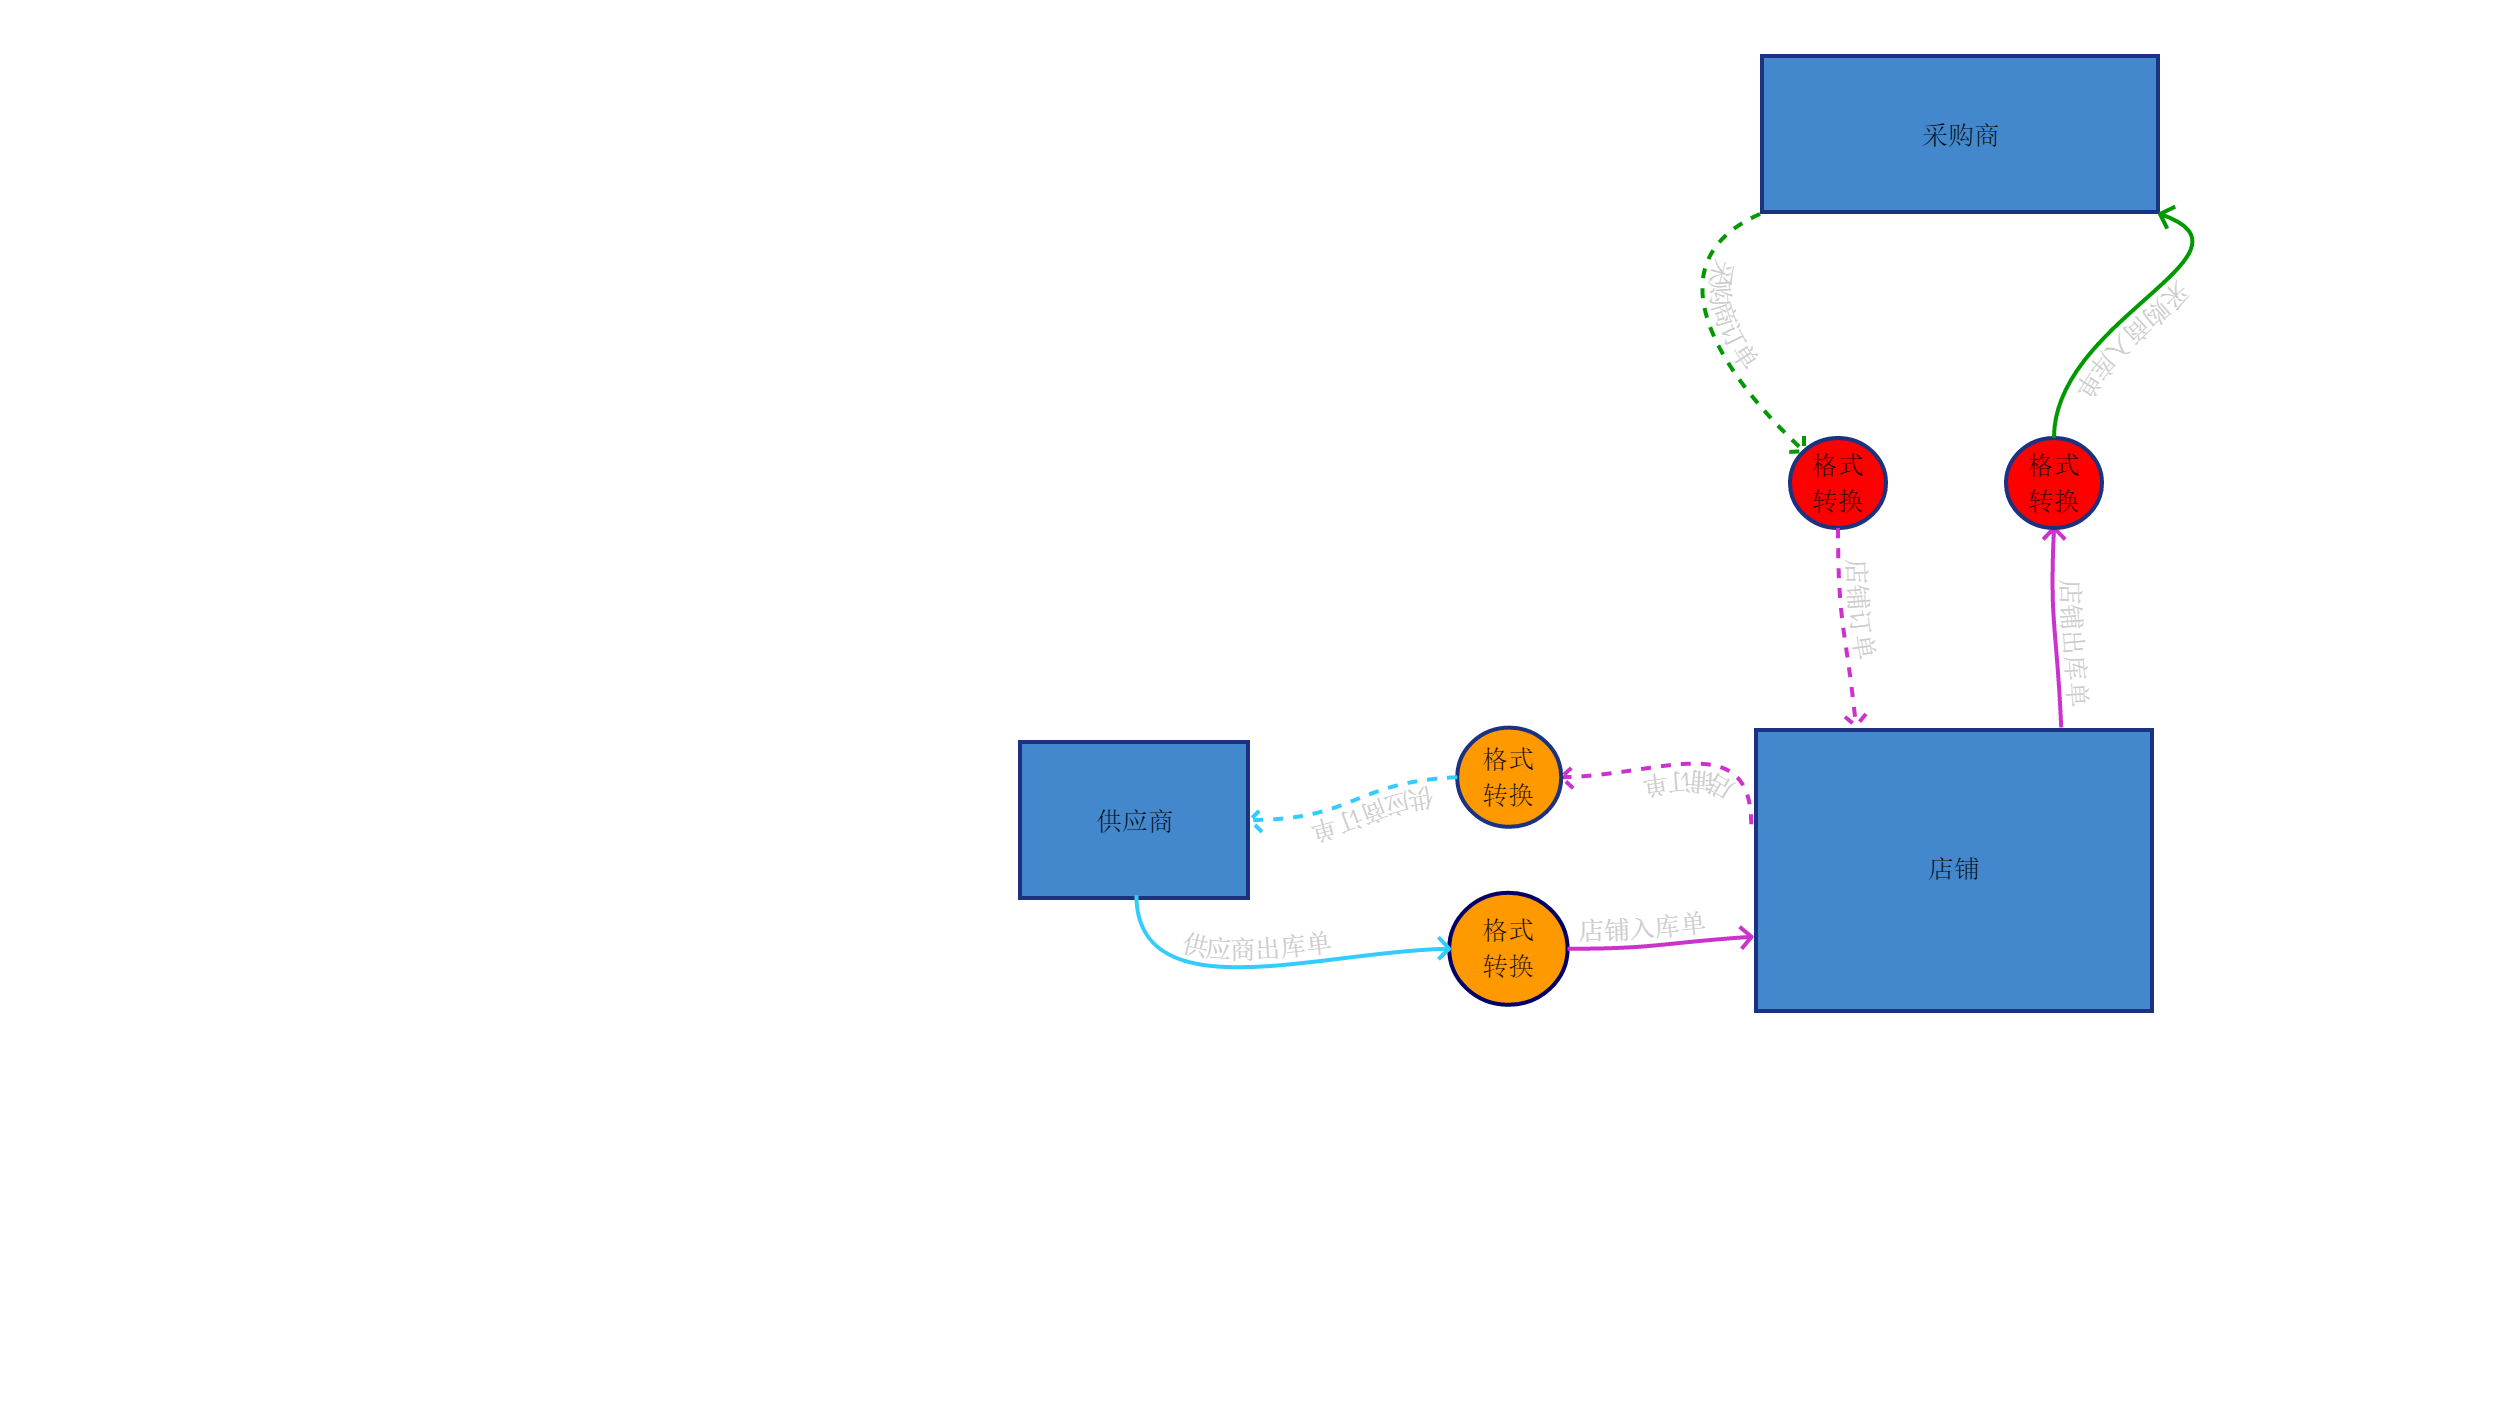 采购商
采购商订单
采购商入库单
格式
转换
格式
转换
店铺订单
店铺出库单
供应商
供应商订单
格式
转换
店铺订单
店铺
供应商出库单
格式
转换
店铺入库单